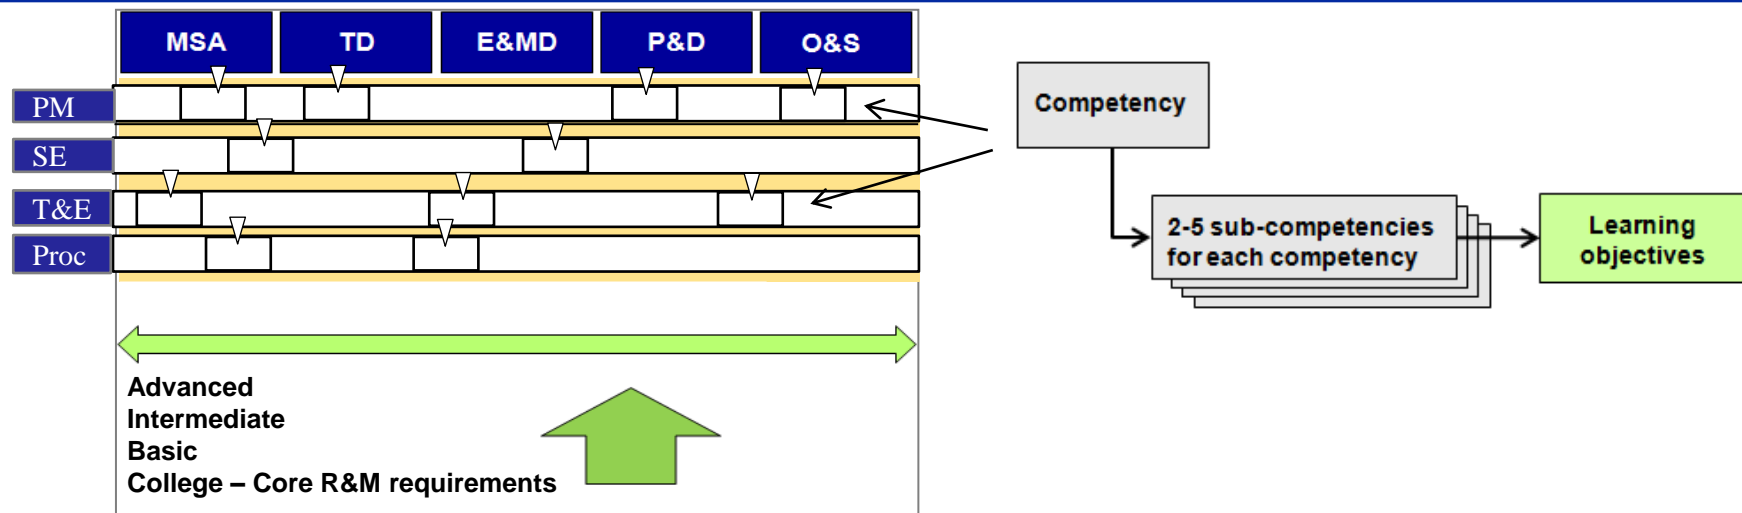 MSA TD E&MD P&D O&S
PM
SE
T&E
Proc
Advanced
Intermediate
Basic
College – Core R&M requirements
Competency
2-5 sub-competencies
for each competency
Learning
objectives